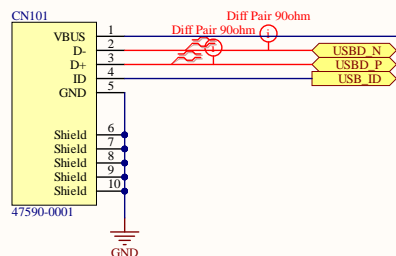 CN101
Diff Pair 90ohm
VBUS 1
Diff Pair 90ohm
D- 2 i USBD_N
D+ 3 i USBD_P
ID 4 USB_ID
GND 5
Shield 6
Shield 7
Shield 8
Shield 9
Shield 10
47590-0001
GND